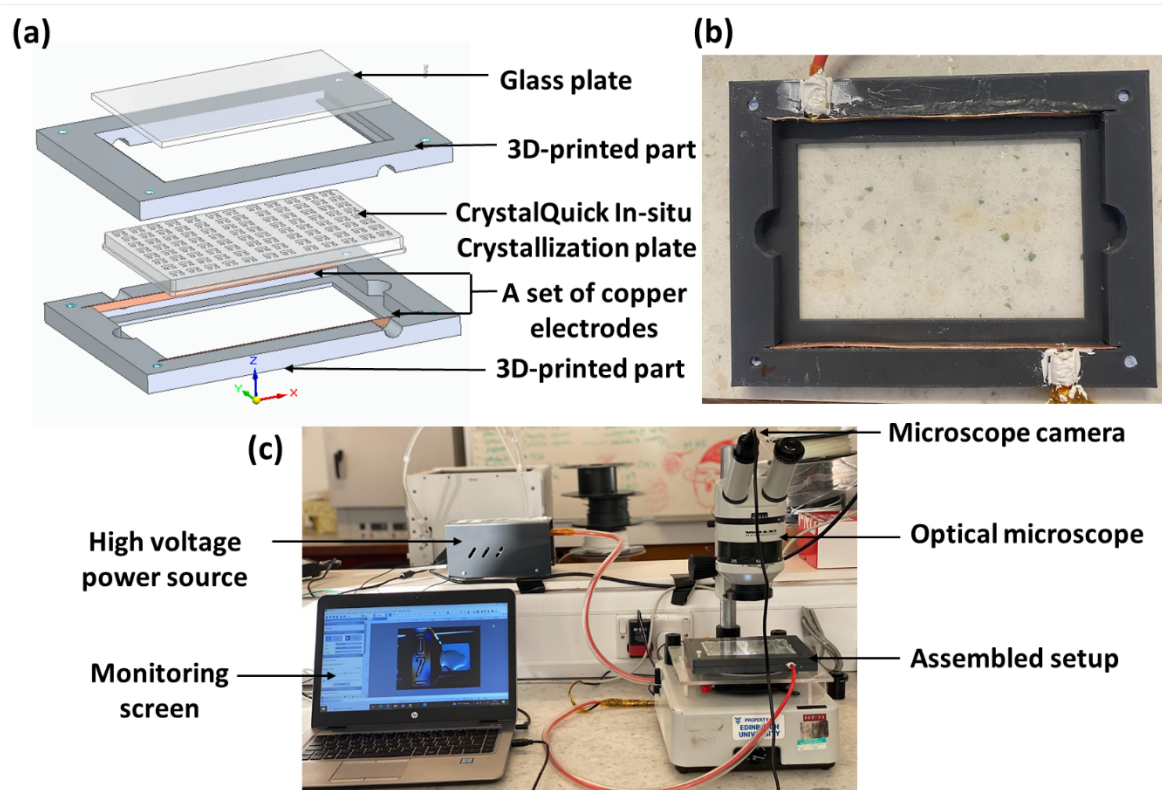 (a)
Glass plate
3D-printed part
CrystalQuick In-situ
Crystallization plate
A set of copper
electrodes
3D-printed part
Z
Y
X
(b)
(c)
Microscope camera
High voltage
power source
Optical microscope
Monitoring
screen
Assembled setup
hp
PROPERTY
EDINBURGH
UNIVERSITY